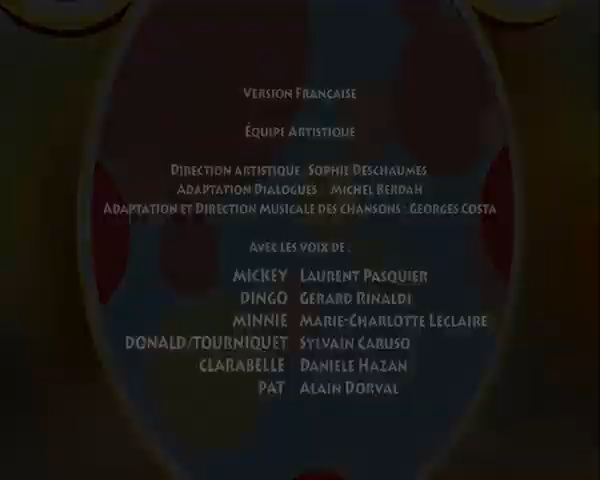 VERSION FRANÇAISE
ÉQUIPE ARTISTIQUE
DIRECTION ARTISTIQUE SOPHIE DESCHAUMES
ADAPTATION DIALOGUES MICHEL BERDAH
ADAPTATION ET DIRECTION MUSICALE DES CHANSONS : GEORGES COSTA
AVEC LES VOIX DE :
MICKEY LAURENT PASQUIER
DINGO GERARD RINALDI
MINNIE MARIE-CHARLOTTE LECLAIRE
DONALD/TOURNIQUET SYLVAIN CARUSO
CLARABELLE DANIELE HAZAN
PAT ALAIN DORVAL